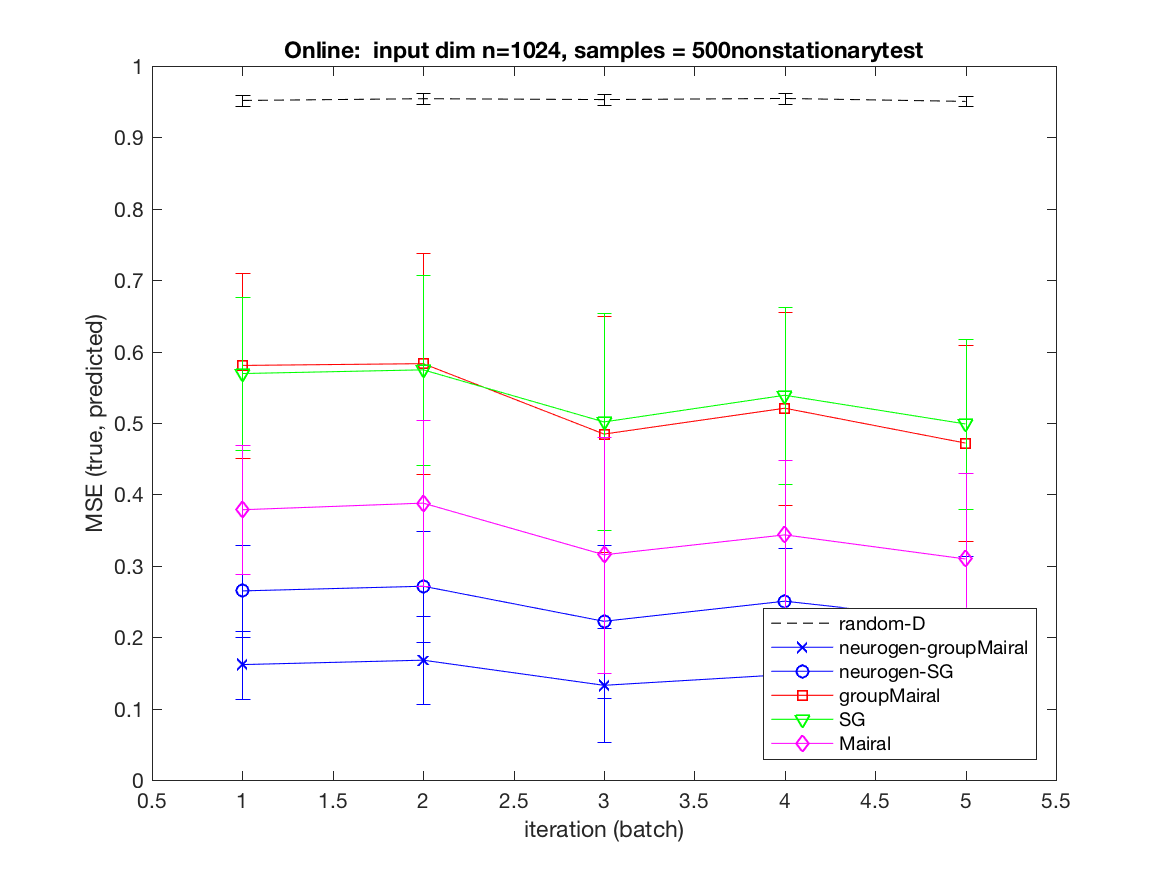 Online:  input dim n=1024, samples = 500nonstationarytest
1
0.9
0.8
0.7
0.6
0.5
0.4
0.3
0.2
0.1
0
MSE (true, predicted)
random-D
neurogen-groupMairal
neurogen-SG
groupMairal
SG
Mairal
0.5 1 1.5 2 2.5 3 3.5 4 4.5 5 5.5
iteration (batch)